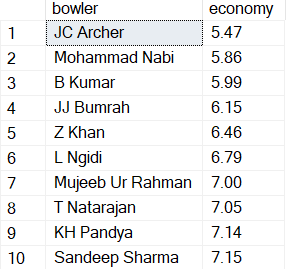 bowler economy
1 JC Archer 5.47
2 Mohammad Nabi 5.86
3 B Kumar 5.99
4 JJ Bumrah 6.15
5 Z Khan 6.46
6 L Ngidi 6.79
7 Mujeeb Ur Rahman 7.00
8 T Natarajan 7.05
9 KH Pandya 7.14
10 Sandeep Sharma 7.15